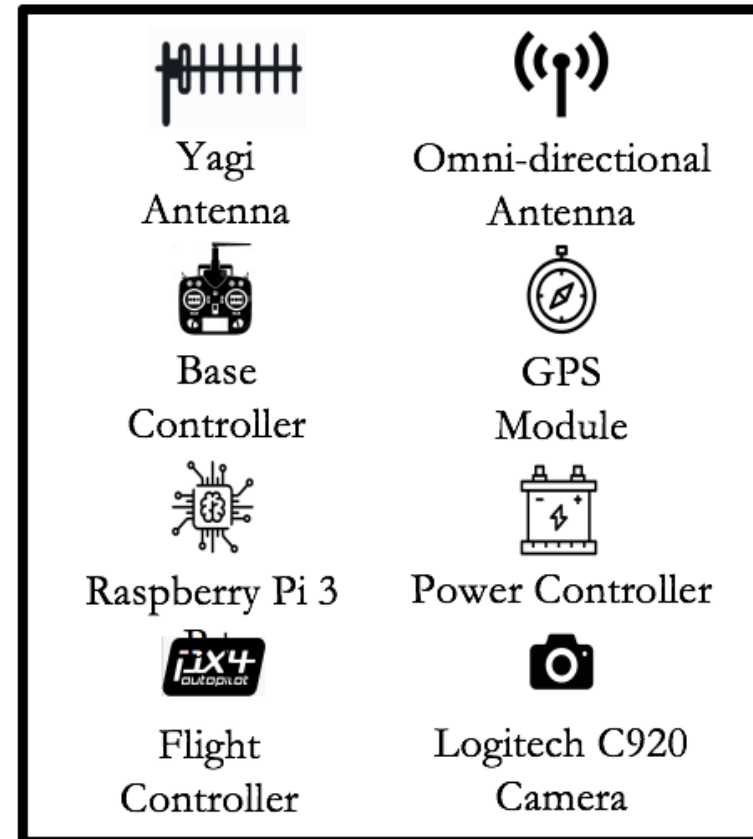 Yagi
Antenna
Omni-directional
Antenna
Base
Controller
GPS
Module
Raspberry Pi 3
Power Controller
px4
autopilot
Flight
Controller
Logitech C920
Camera